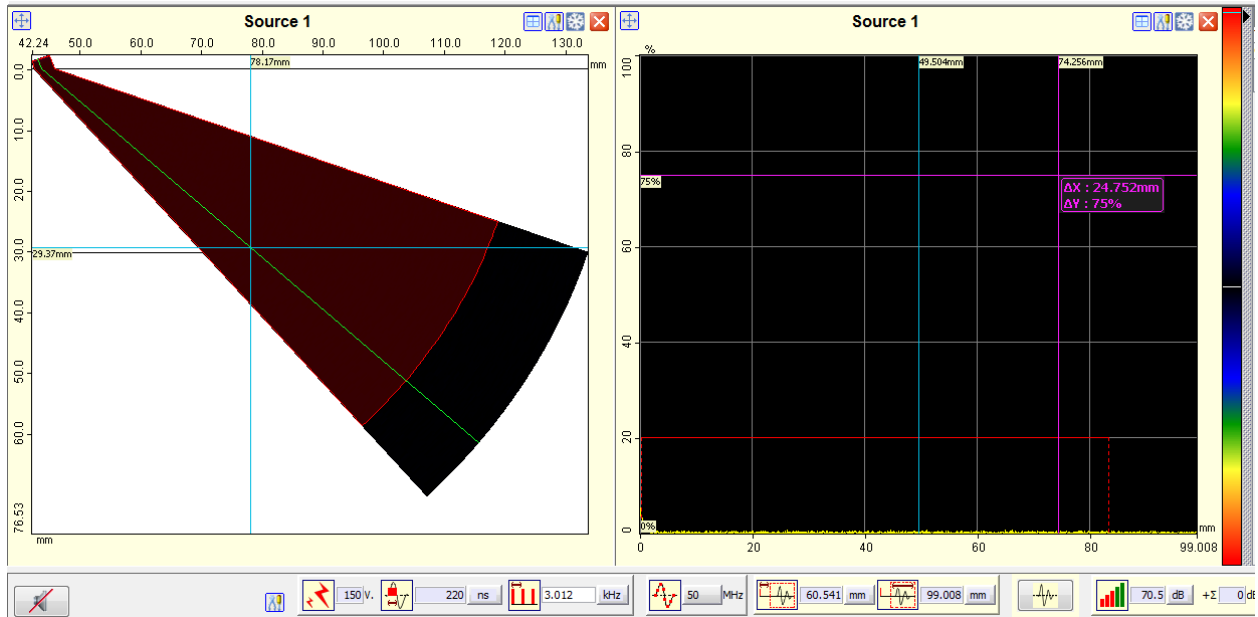 Source 1
42.24 50.0 60.0 70.0 80.0 90.0 100.0 110.0 120.0 130.0
78.17mm
mm
0.0
10.0
20.0
30.0
29.37mm
40.0
50.0
60.0
76.53
mm
Source 1
%
100
49.504mm 74.256mm
80
75%
ΔX : 24.752mm
ΔY : 75%
60
40
20
0
0%
mm
0 20 40 60 80 99.008
150 V. 220 ns 3.012 kHz 50 MHz 60.541 mm 99.008 mm 70.5 dB +Σ 0 dB